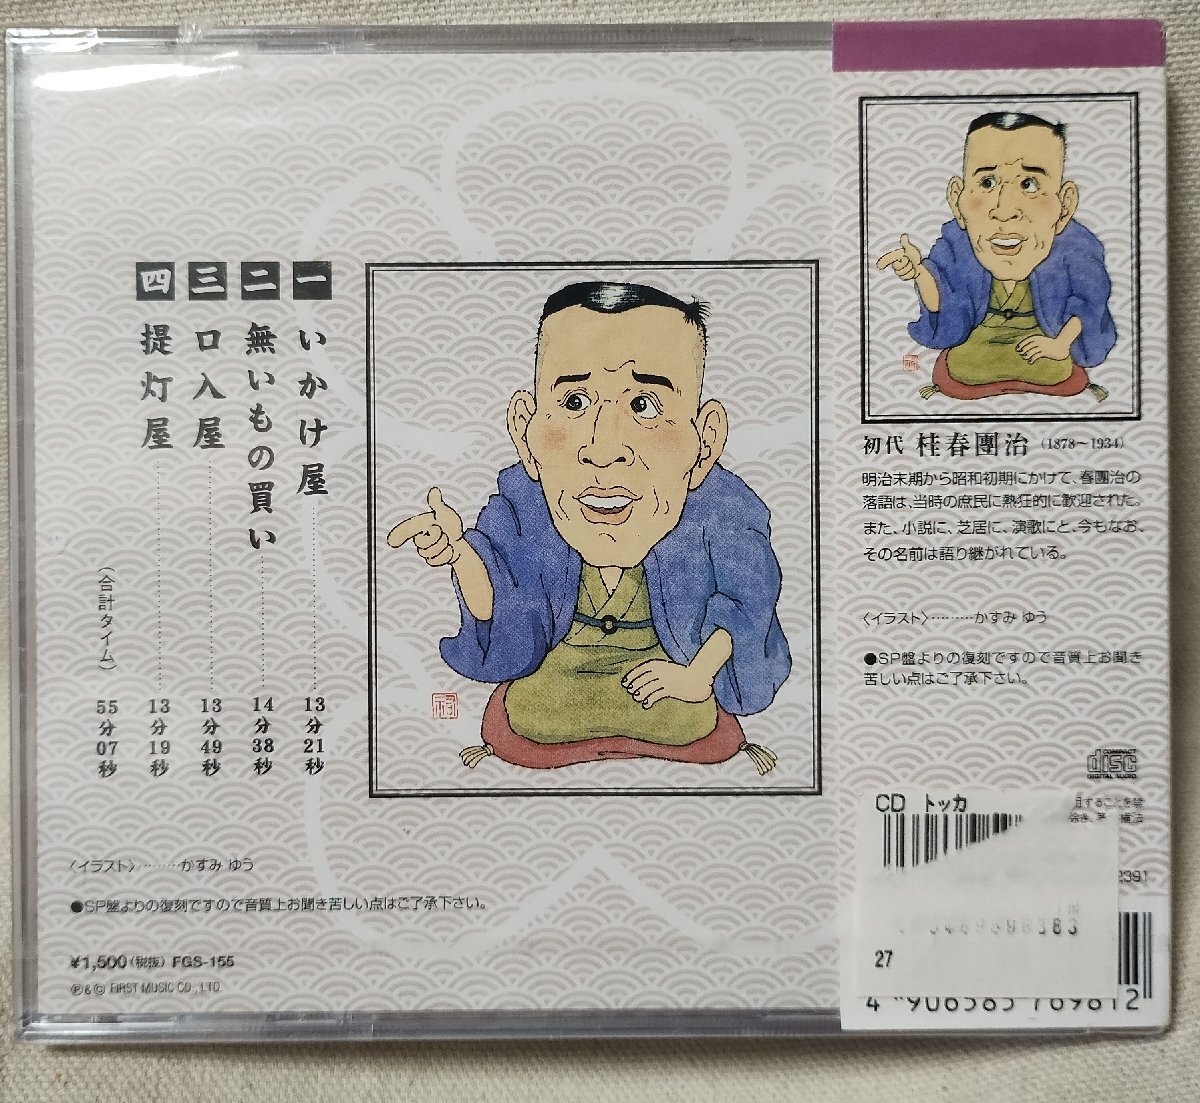 一 いかけ屋 13分21秒
二 無いもの買い 14分38秒
三 口入屋 13分49秒
四 提灯屋 13分19秒
(合計タイム) 55分07秒
〈イラスト〉………かすみ ゆう
●SP盤よりの復刻ですので音質上お聞き苦しい点はご了承下さい。
¥1,500(税抜) FGS-155
FIRST MUSIC CO., LTD.
初代 桂春團治 (1878〜1934)
明治末期から昭和初期にかけて、春團治の
落語は、当時の庶民に熱狂的に歓迎された。
また、小説に、芝居に、演歌にと、今もなお、
その名前は語り継がれている。
〈イラスト〉………かすみ ゆう
●SP盤よりの復刻ですので音質上お聞き
苦しい点はご了承下さい。
COMPACT
disc
DIGITAL AUDIO
CD トッカ
27
4 906585 769812